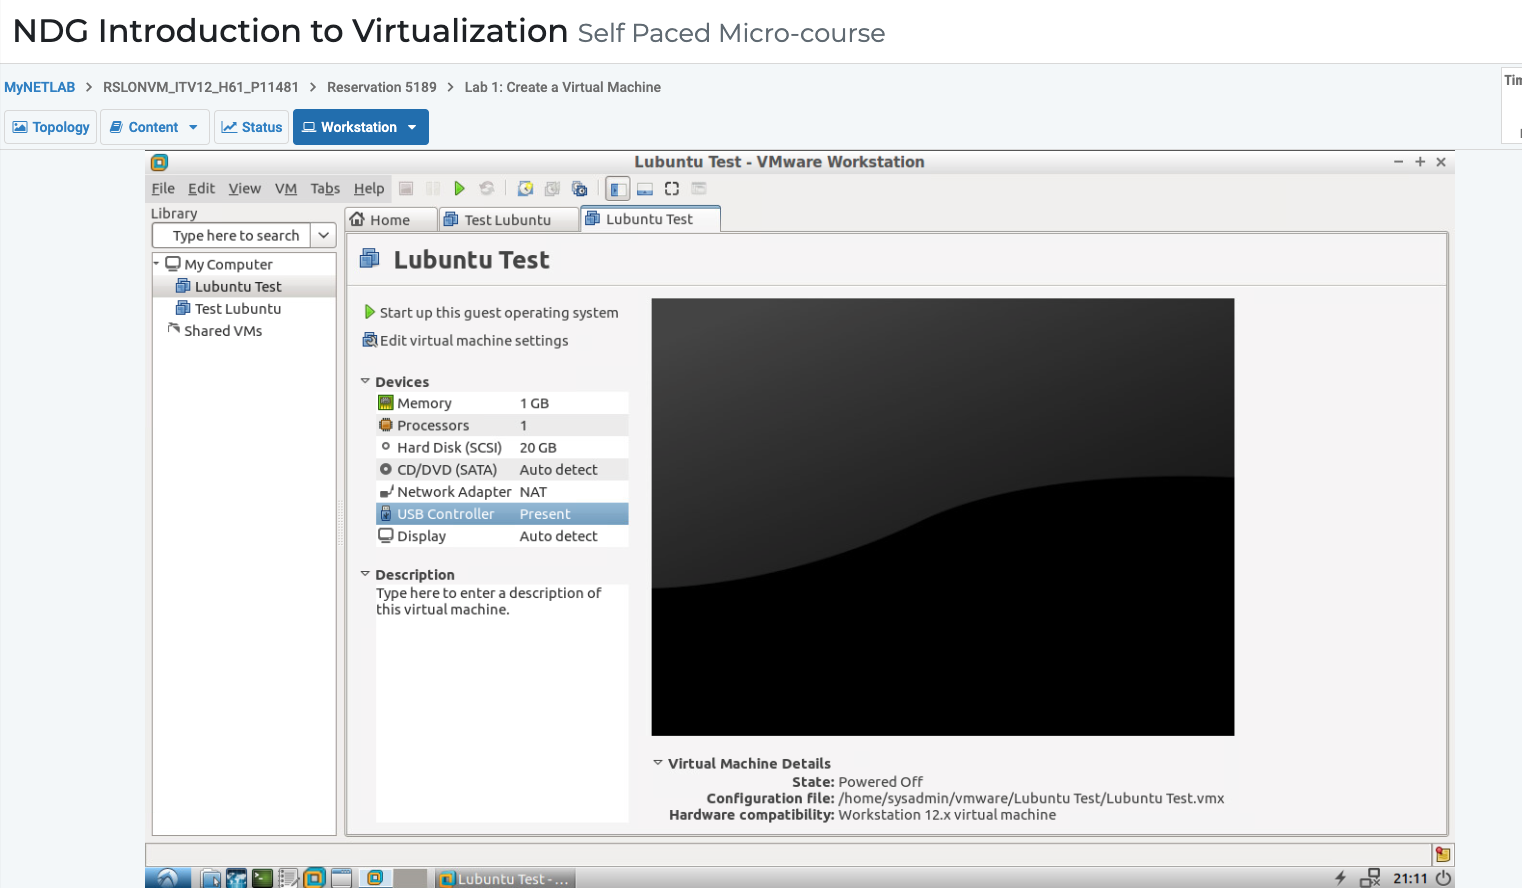 NDG Introduction to Virtualization Self Paced Micro-course
MyNETLAB > RSLONVM_ITV12_H61_P11481 > Reservation 5189 > Lab 1: Create a Virtual Machine
Tim
Topology Content Status Workstation
Lubuntu Test - VMware Workstation
File Edit View VM Tabs Help
Library
Type here to search
My Computer
Lubuntu Test
Test Lubuntu
Shared VMs
Home Test Lubuntu Lubuntu Test
Lubuntu Test
Start up this guest operating system
Edit virtual machine settings
Devices
Memory 1 GB
Processors 1
Hard Disk (SCSI) 20 GB
CD/DVD (SATA) Auto detect
Network Adapter NAT
USB Controller Present
Display Auto detect
Description
Type here to enter a description of
this virtual machine.
Virtual Machine Details
State: Powered Off
Configuration file: /home/sysadmin/vmware/Lubuntu Test/Lubuntu Test.vmx
Hardware compatibility: Workstation 12.x virtual machine
Lubuntu Test - ...
21:11